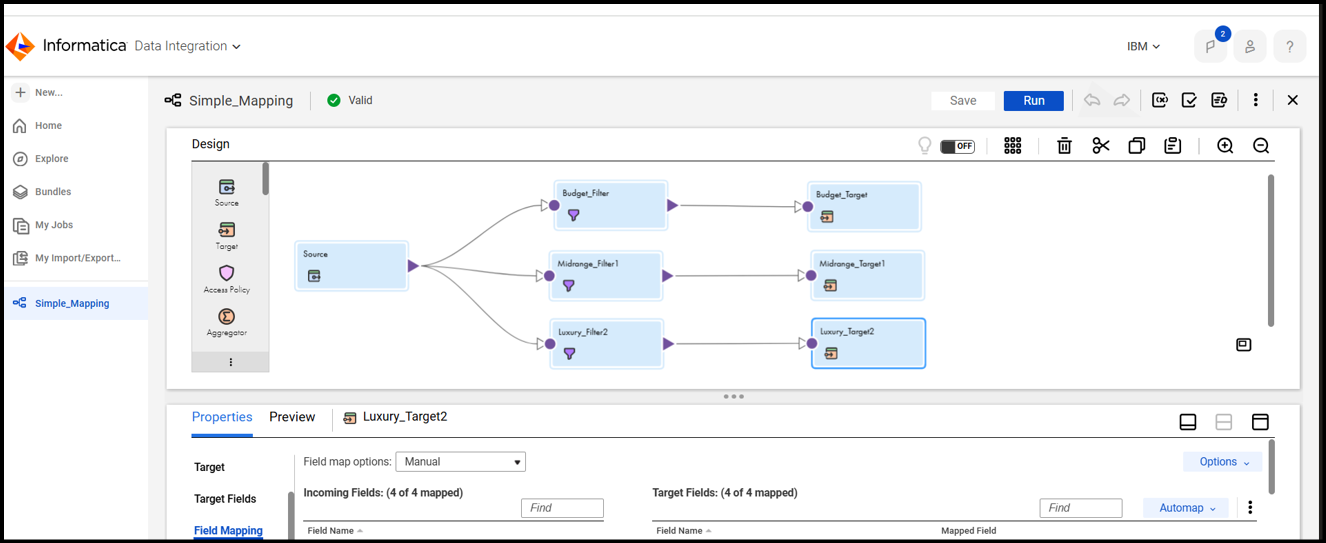 Informatica Data Integration
IBM
2
?
New...
Home
Explore
Bundles
My Jobs
My Import/Export...
Simple_Mapping
Simple_Mapping
Valid
Save
Run
Design
OFF
Source
Target
Access Policy
Aggregator
Source
Budget_Filter
Budget_Target
Midrange_Filter1
Midrange_Target1
Luxury_Filter2
Luxury_Target2
Properties
Preview
Luxury_Target2
Target
Target Fields
Field Mapping
Field map options:
Manual
Options
Incoming Fields: (4 of 4 mapped)
Find
Field Name
Target Fields: (4 of 4 mapped)
Find
Automap
Field Name
Mapped Field